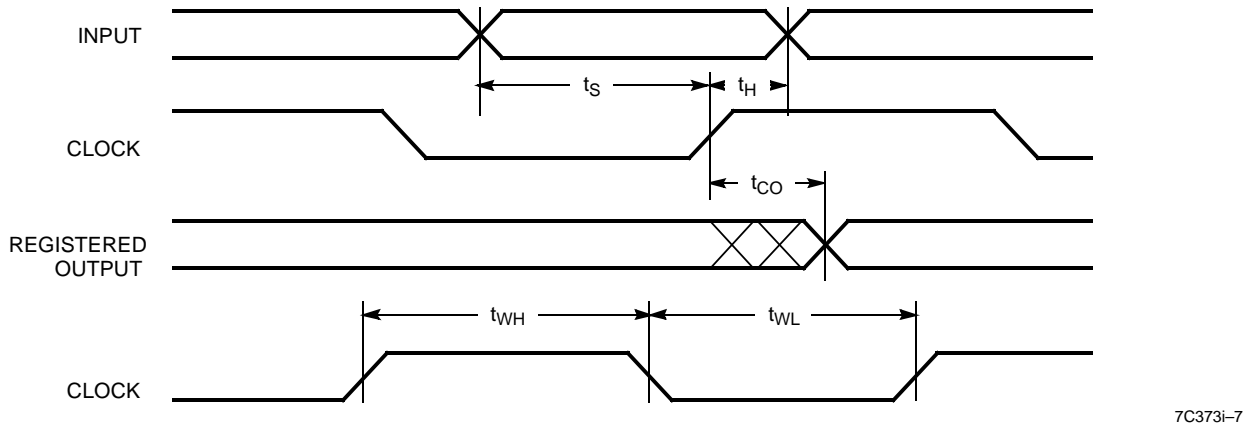 INPUT
tS
tH
CLOCK
tCO
REGISTERED
OUTPUT
tWH
tWL
CLOCK
7C373i–7